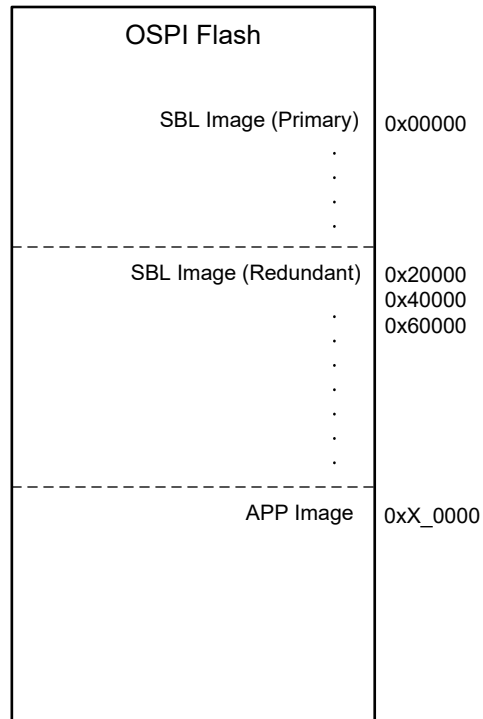 OSPI Flash
SBL Image (Primary) 0x00000
SBL Image (Redundant) 0x20000
0x40000
0x60000
APP Image 0xX_0000